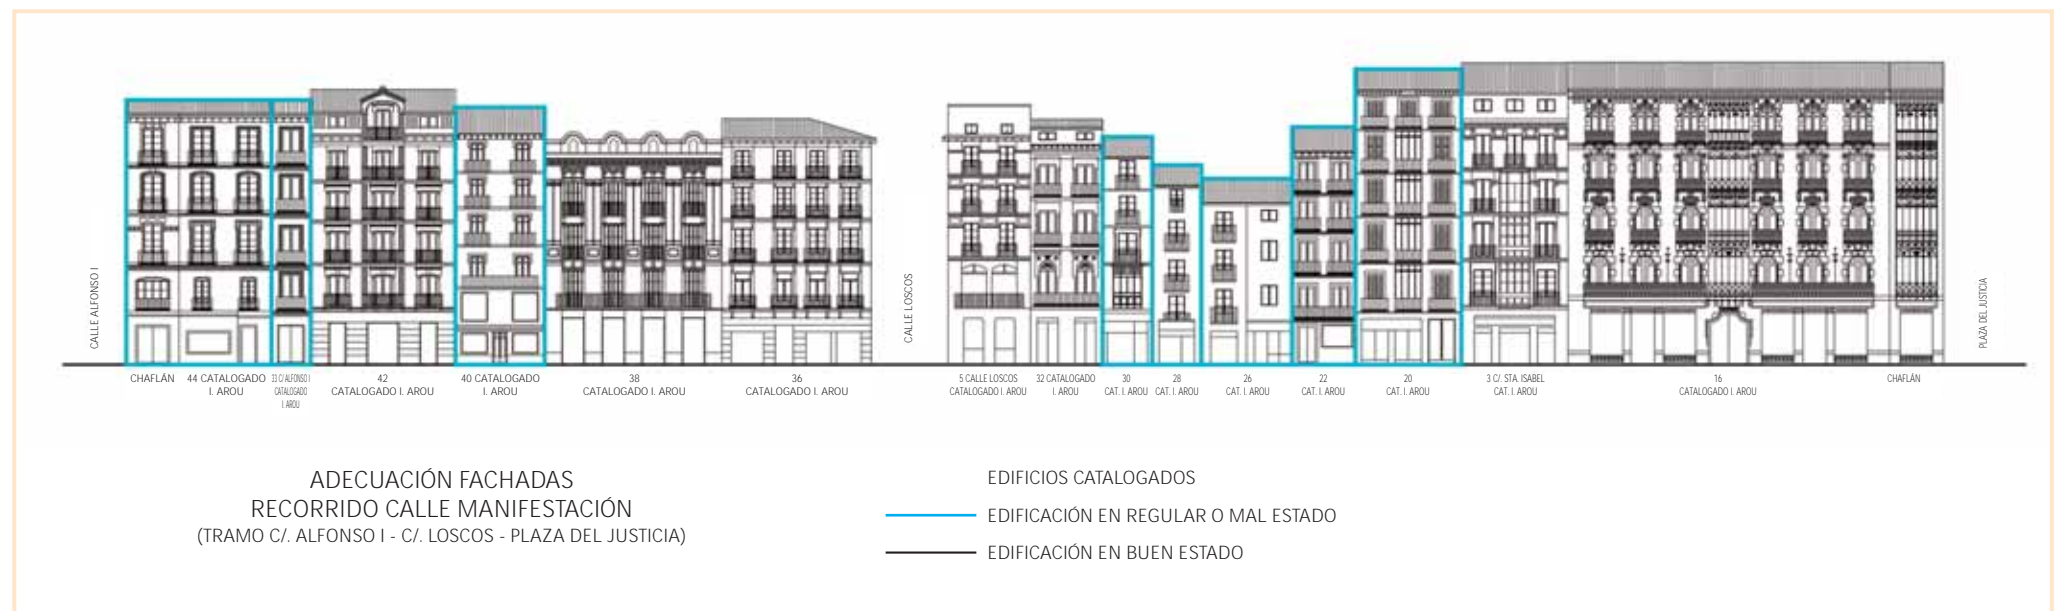 CALLE ALFONSO I
CHAFLÁN
44 CATALOGADO
I. AROU
33 C/ ALFONSO I
CATALOGADO
I. AROU
42
CATALOGADO I. AROU
40 CATALOGADO
I. AROU
38
CATALOGADO I. AROU
36
CATALOGADO I. AROU
CALLE LOSCOS
5 CALLE LOSCOS
CATALOGADO I. AROU
32 CATALOGADO
I. AROU
30
CAT. I. AROU
28
CAT. I. AROU
26
CAT. I. AROU
22
CAT. I. AROU
20
CAT. I. AROU
3 C/. STA. ISABEL
CAT. I. AROU
16
CATALOGADO I. AROU
CHAFLÁN
PLAZA DEL JUSTICIA
ADECUACIÓN FACHADAS
RECORRIDO CALLE MANIFESTACIÓN
(TRAMO C/. ALFONSO I - C/. LOSCOS - PLAZA DEL JUSTICIA)
EDIFICIOS CATALOGADOS
EDIFICACIÓN EN REGULAR O MAL ESTADO
EDIFICACIÓN EN BUEN ESTADO